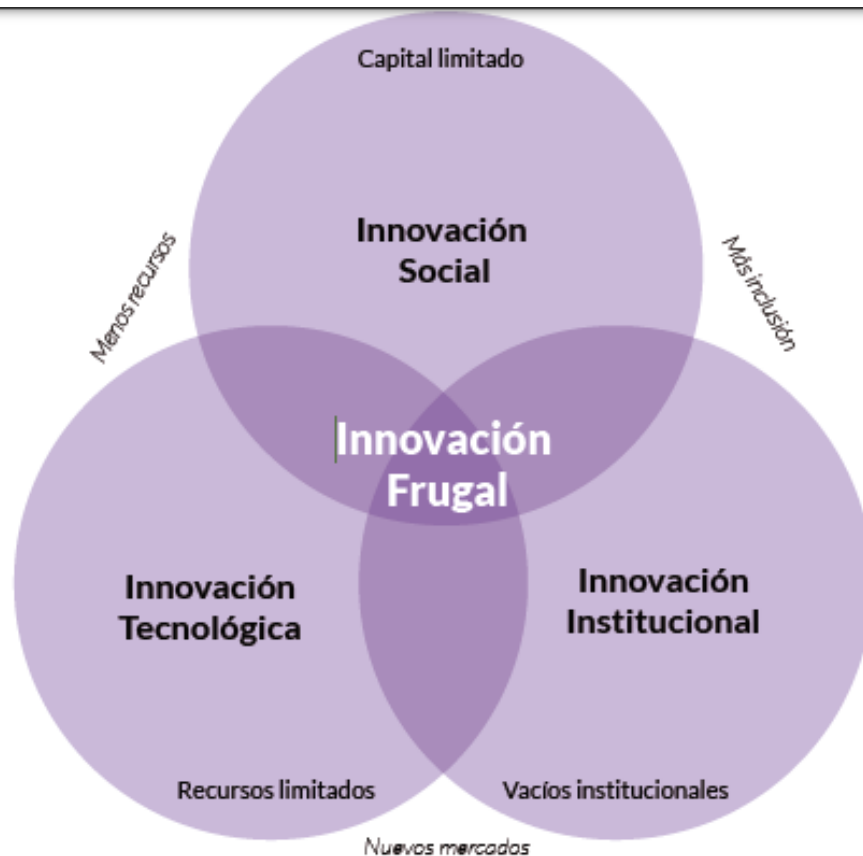 Capital limitado
Innovación
Social
Menos recursos
Más inclusión
Innovación
Frugal
Innovación
Tecnológica
Innovación
Institucional
Recursos limitados
Vacíos institucionales
Nuevos mercados